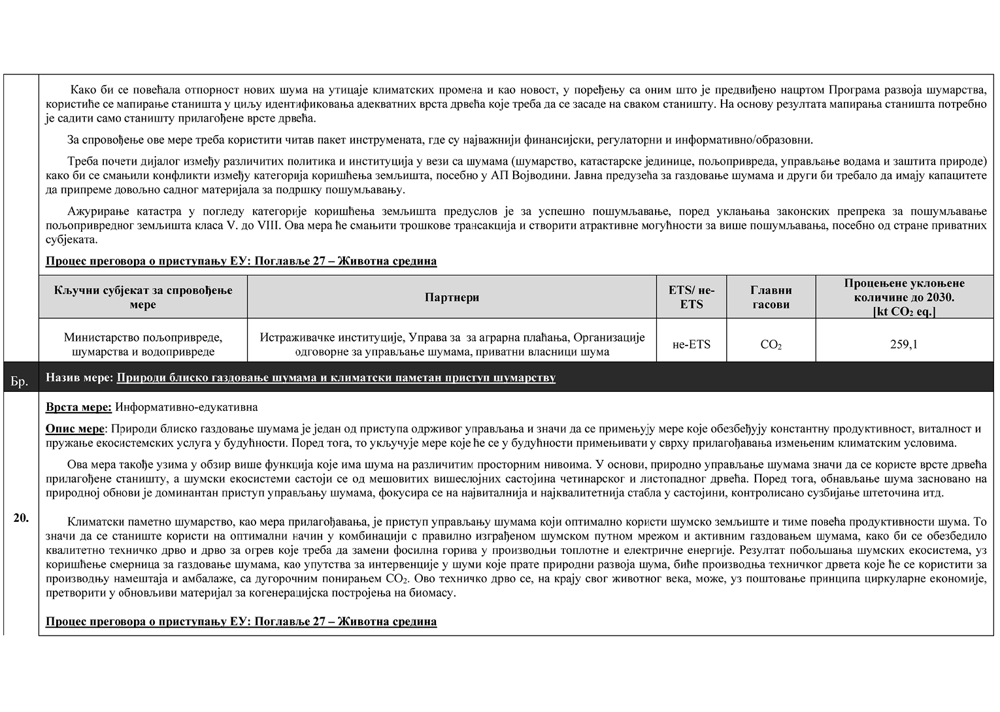 Како би се повећала отпорност нових шума на утицаје климатских промена и као новост, у поређењу са оним што је предвиђено нацртом Програма развоја шумарства,
користиће се мапирање станишта у циљу идентификовања адекватних врста дрвећа које треба да се засаде на сваком станишту. На основу резултата мапирања станишта потребно
је садити само станишту прилагођене врсте дрвећа.
За спровођење ове мере треба користити читав пакет инструмената, где су најважнији финансијски, регулаторни и информативно/образовни.
Треба почети дијалог између различитих политика и институција у вези са шумама (шумарство, катастарске јединице, пољопривреда, управљање водама и заштита природе)
како би се смањили конфликти између категорија коришћења земљишта, посебно у АП Војводини. Јавна предузећа за газдовање шумама и други би требало да имају капацитете
да припреме довољно садног материјала за подршку пошумљавању.
Ажурирање катастра у погледу категорије коришћења земљишта предуслов је за успешно пошумљавање, поред уклањања законских препрека за пошумљавање
пољопривредног земљишта класа V. до VIII. Ова мера ће смањити трошкове трансакција и створити атрактивне могућности за више пошумљавања, посебно од стране приватних
субјеката.
Процес преговора о приступању ЕУ: Поглавље 27 – Животна средина
Кључни субјекат за спровођење
мере
Партнери
ETS/ не-
ETS
Главни
гасови
Процењене уклоњене
количине до 2030.
[kt CO₂ eq.]
Министарство пољопривреде,
шумарства и водопривреде
Истраживачке институције, Управа за  за аграрна плаћања, Организације
одговорне за управљање шумама, приватни власници шума
не-ETS
CO₂
259,1
Бр.
Назив мере: Природи блиско газдовање шумама и климатски паметан приступ шумарству
20.
Врста мере: Информативно-едукативна
Опис мере: Природи блиско газдовање шумама је један од приступа одрживог управљања и значи да се примењују мере које обезбеђују константну продуктивност, виталност и
пружање екосистемских услуга у будућности. Поред тога, то укључује мере које ће се у будућности примењивати у сврху прилагођавања измењеним климатским условима.
Ова мера такође узима у обзир више функција које има шума на различитим просторним нивоима. У основи, природно управљање шумама значи да се користе врсте дрвећа
прилагођене станишту, а шумски екосистеми састоји се од мешовитих вишеслојних састојина четинарског и листопадног дрвећа. Поред тога, обнављање шума засновано на
природној обнови је доминантан приступ управљању шумама, фокусира се на највиталнија и најквалитетнија стабла у састојини, контролисано сузбијање штеточина итд.
Климатски паметно шумарство, као мера прилагођавања, је приступ управљању шумама који оптимално користи шумско земљиште и тиме повећа продуктивности шума. То
значи да се станиште користи на оптимални начин у комбинацији с правилно изграђеном шумском путном мрежом и активним газдовањем шумама, како би се обезбедило
квалитетно техничко дрво и дрво за огрев које треба да замени фосилна горива у производњи топлотне и електричне енергије. Резултат побољшања шумских екосистема, уз
коришћење смерница за газдовање шумама, као упутства за интервенције у шуми које прате природни развоја шума, биће производња техничког дрвета које ће се користити за
производњу намештаја и амбалаже, са дугорочним понирањем CO₂. Ово техничко дрво се, на крају свог животног века, може, уз поштовање принципа циркуларне економије,
претворити у обновљиви материјал за когенерацијска постројења на биомасу.
Процес преговора о приступању ЕУ: Поглавље 27 – Животна средина